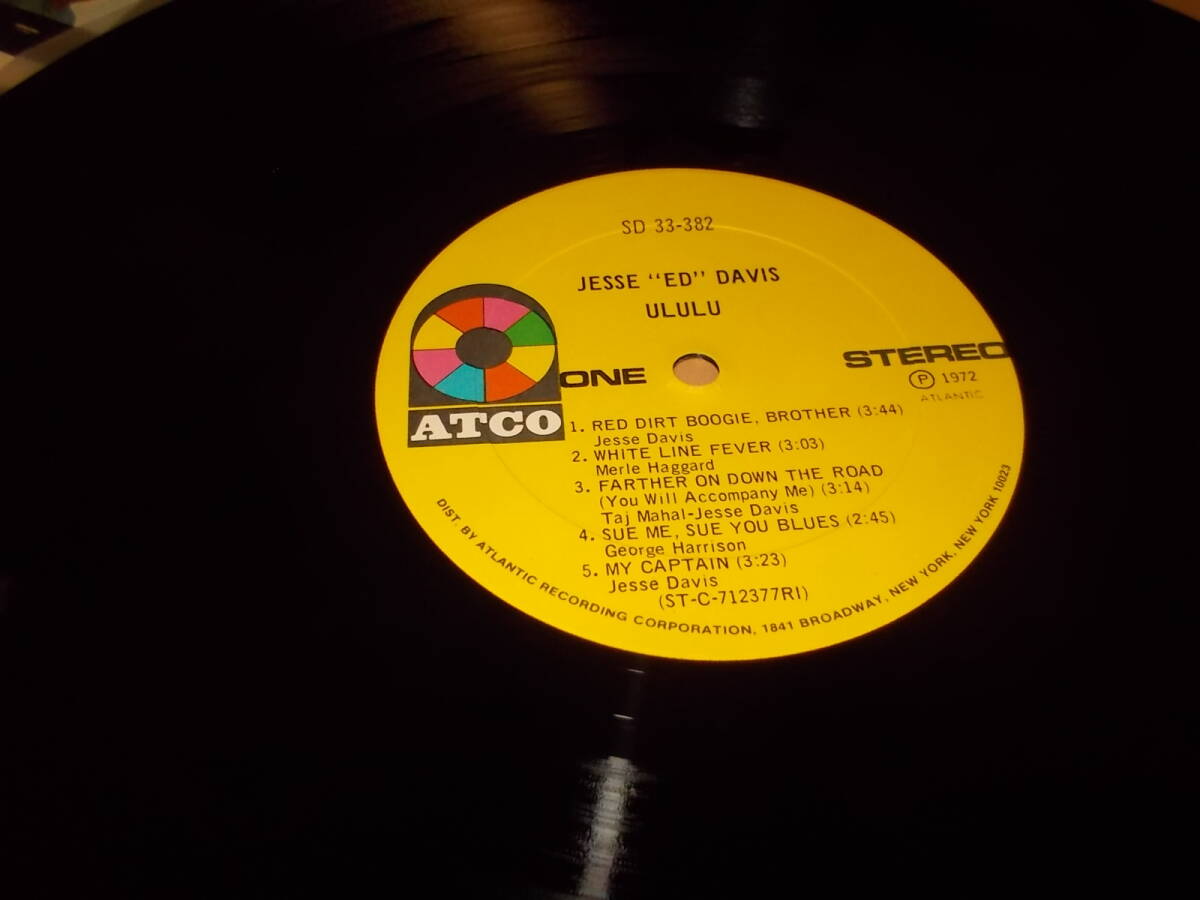 SD 33-382
JESSE "ED" DAVIS
ULULU
ATCO
ONE
STEREO
Ⓟ 1972
ATLANTIC
1. RED DIRT BOOGIE, BROTHER (3:44)
Jesse Davis
2. WHITE LINE FEVER (3:03)
Merle Haggard
3. FARTHER ON DOWN THE ROAD
(You Will Accompany Me) (3:14)
Taj Mahal-Jesse Davis
4. SUE ME, SUE YOU BLUES (2:45)
George Harrison
5. MY CAPTAIN (3:23)
Jesse Davis
(ST-C-712377RI)
DIST. BY ATLANTIC RECORDING CORPORATION, 1841 BROADWAY, NEW YORK, NEW YORK 10023